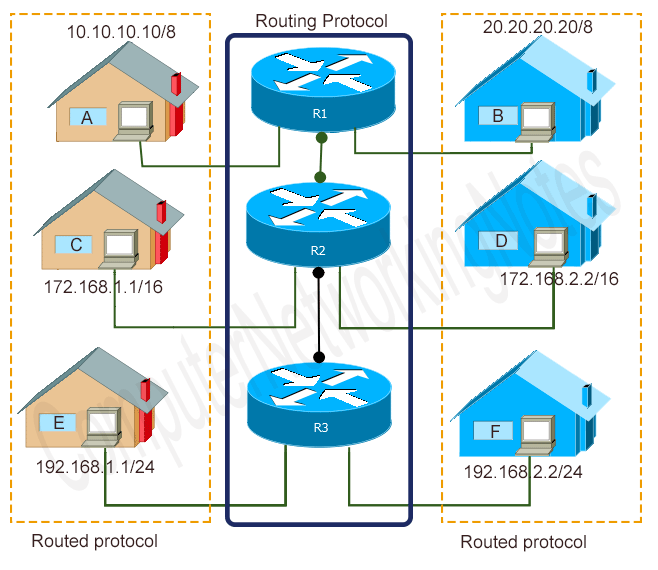 Routing Protocol
10.10.10.10/8
20.20.20.20/8
A
R1
B
C
R2
D
172.168.1.1/16
172.168.2.2/16
E
R3
F
192.168.1.1/24
192.168.2.2/24
Routed protocol
Routed protocol
ComputerNetworkingNotes